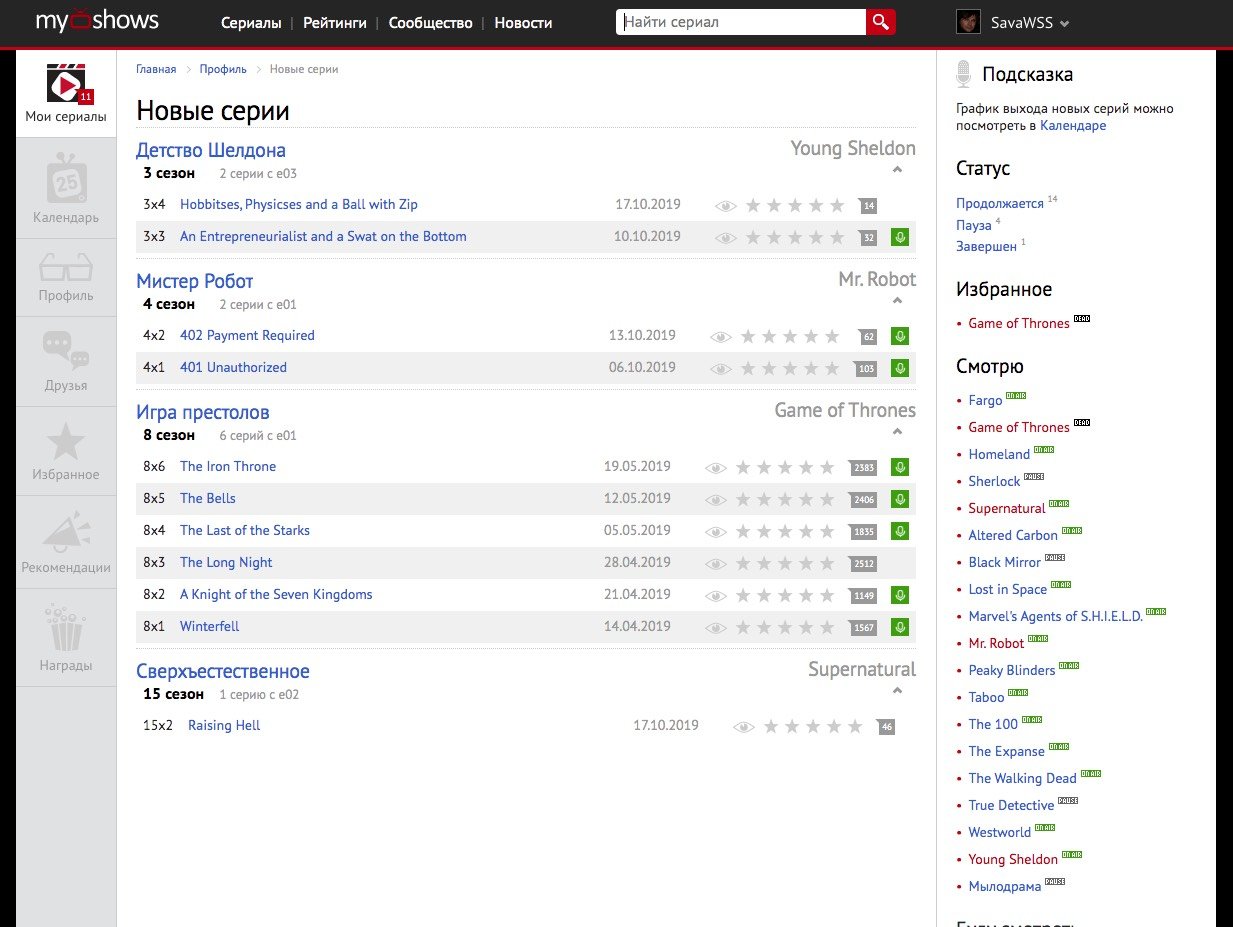 myshows
Сериалы | Рейтинги | Сообщество | Новости
Найти сериал
SavaWSS
11
Мои сериалы
25
Календарь
Профиль
Друзья
Избранное
Рекомендации
Награды
Главная > Профиль > Новые серии
Новые серии
Детство Шелдона Young Sheldon
3 сезон 2 серии с e03
3x4 Hobbitses, Physicses and a Ball with Zip 17.10.2019 14
3x3 An Entrepreneurialist and a Swat on the Bottom 10.10.2019 32
Мистер Робот Mr. Robot
4 сезон 2 серии с e01
4x2 402 Payment Required 13.10.2019 62
4x1 401 Unauthorized 06.10.2019 103
Игра престолов Game of Thrones
8 сезон 6 серий с e01
8x6 The Iron Throne 19.05.2019 2383
8x5 The Bells 12.05.2019 2406
8x4 The Last of the Starks 05.05.2019 1835
8x3 The Long Night 28.04.2019 2512
8x2 A Knight of the Seven Kingdoms 21.04.2019 1149
8x1 Winterfell 14.04.2019 1567
Сверхъестественное Supernatural
15 сезон 1 серию с e02
15x2 Raising Hell 17.10.2019 46
Подсказка
График выхода новых серий можно
посмотреть в Календаре
Статус
Продолжается 14
Пауза 4
Завершен 1
Избранное
• Game of Thrones DEAD
Смотрю
• Fargo ON AIR
• Game of Thrones DEAD
• Homeland ON AIR
• Sherlock PAUSE
• Supernatural ON AIR
• Altered Carbon ON AIR
• Black Mirror PAUSE
• Lost in Space ON AIR
• Marvel's Agents of S.H.I.E.L.D. ON AIR
• Mr. Robot ON AIR
• Peaky Blinders ON AIR
• Taboo ON AIR
• The 100 ON AIR
• The Expanse ON AIR
• The Walking Dead ON AIR
• True Detective PAUSE
• Westworld ON AIR
• Young Sheldon ON AIR
• Мылодрама PAUSE